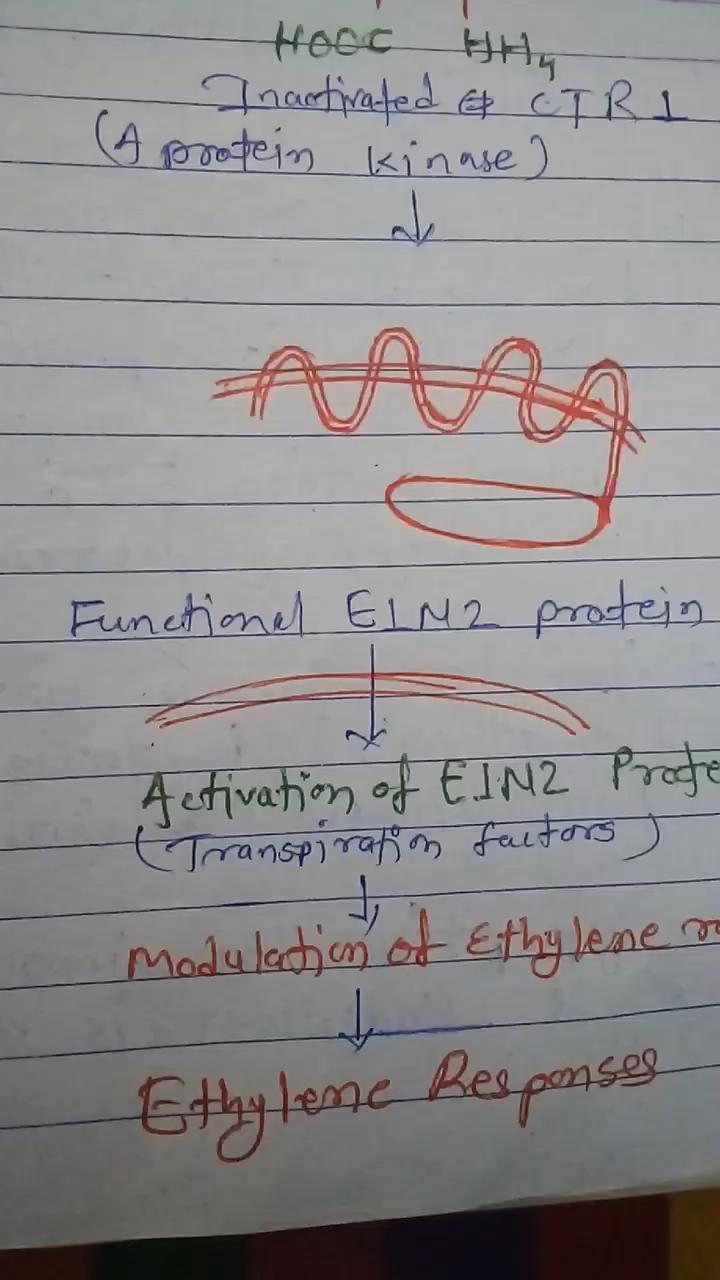 HOOC HH4
Inactivated CTR1
(A protein kinase)
Functional EIN2 protein
Activation of EIN2 Prote
(Transpiration factors)
Modulation of Ethylene
Ethylene Responses